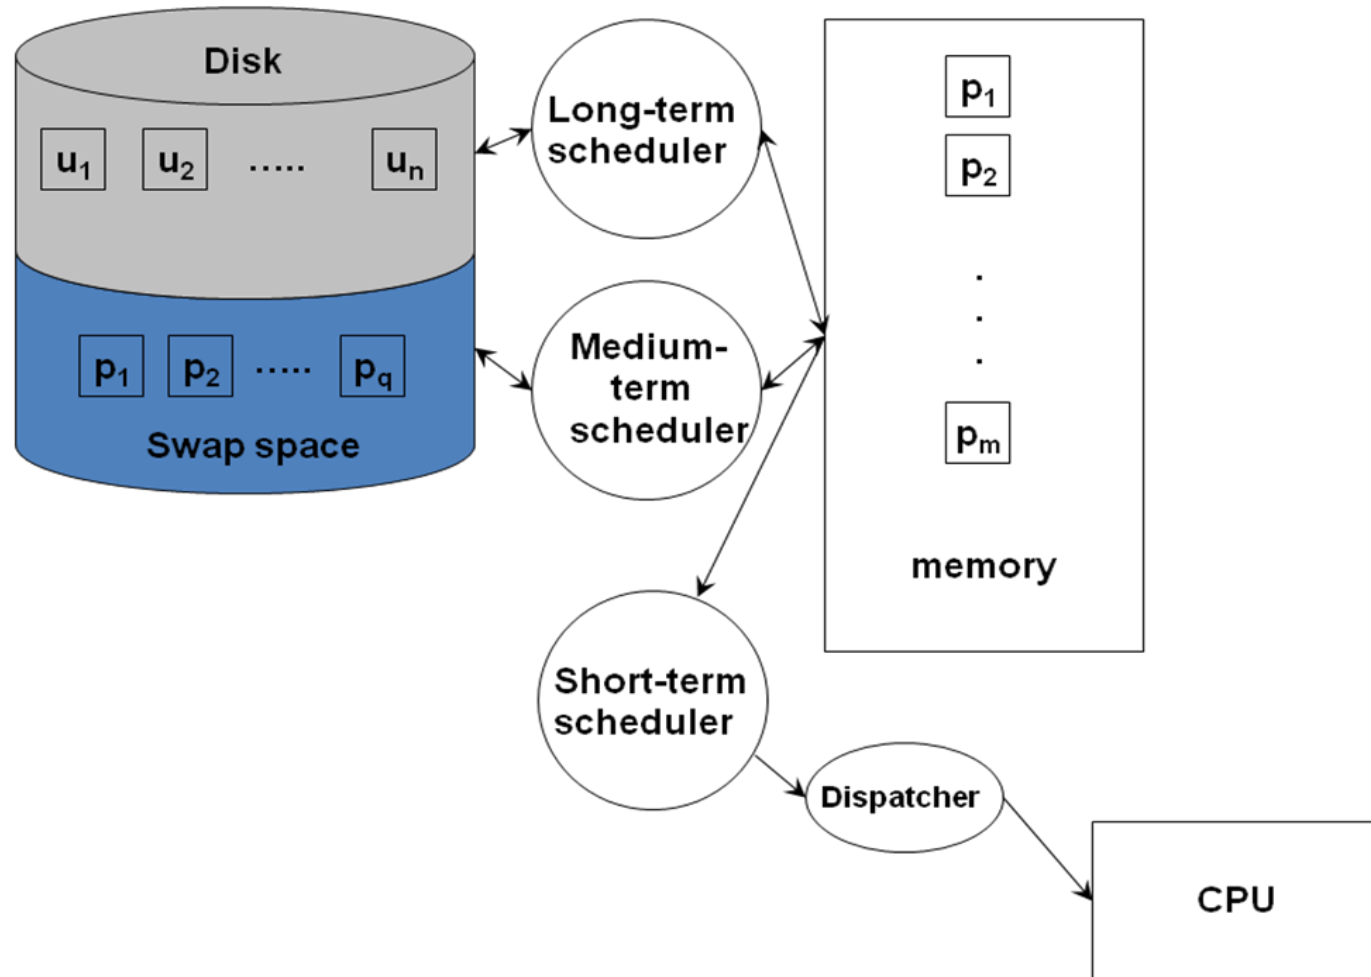 Disk
u1 u2 ..... un
p1 p2 ..... pq
Swap space
Long-term
scheduler
Medium-
term
scheduler
p1
p2
.
.
.
pm
memory
Short-term
scheduler
Dispatcher
CPU